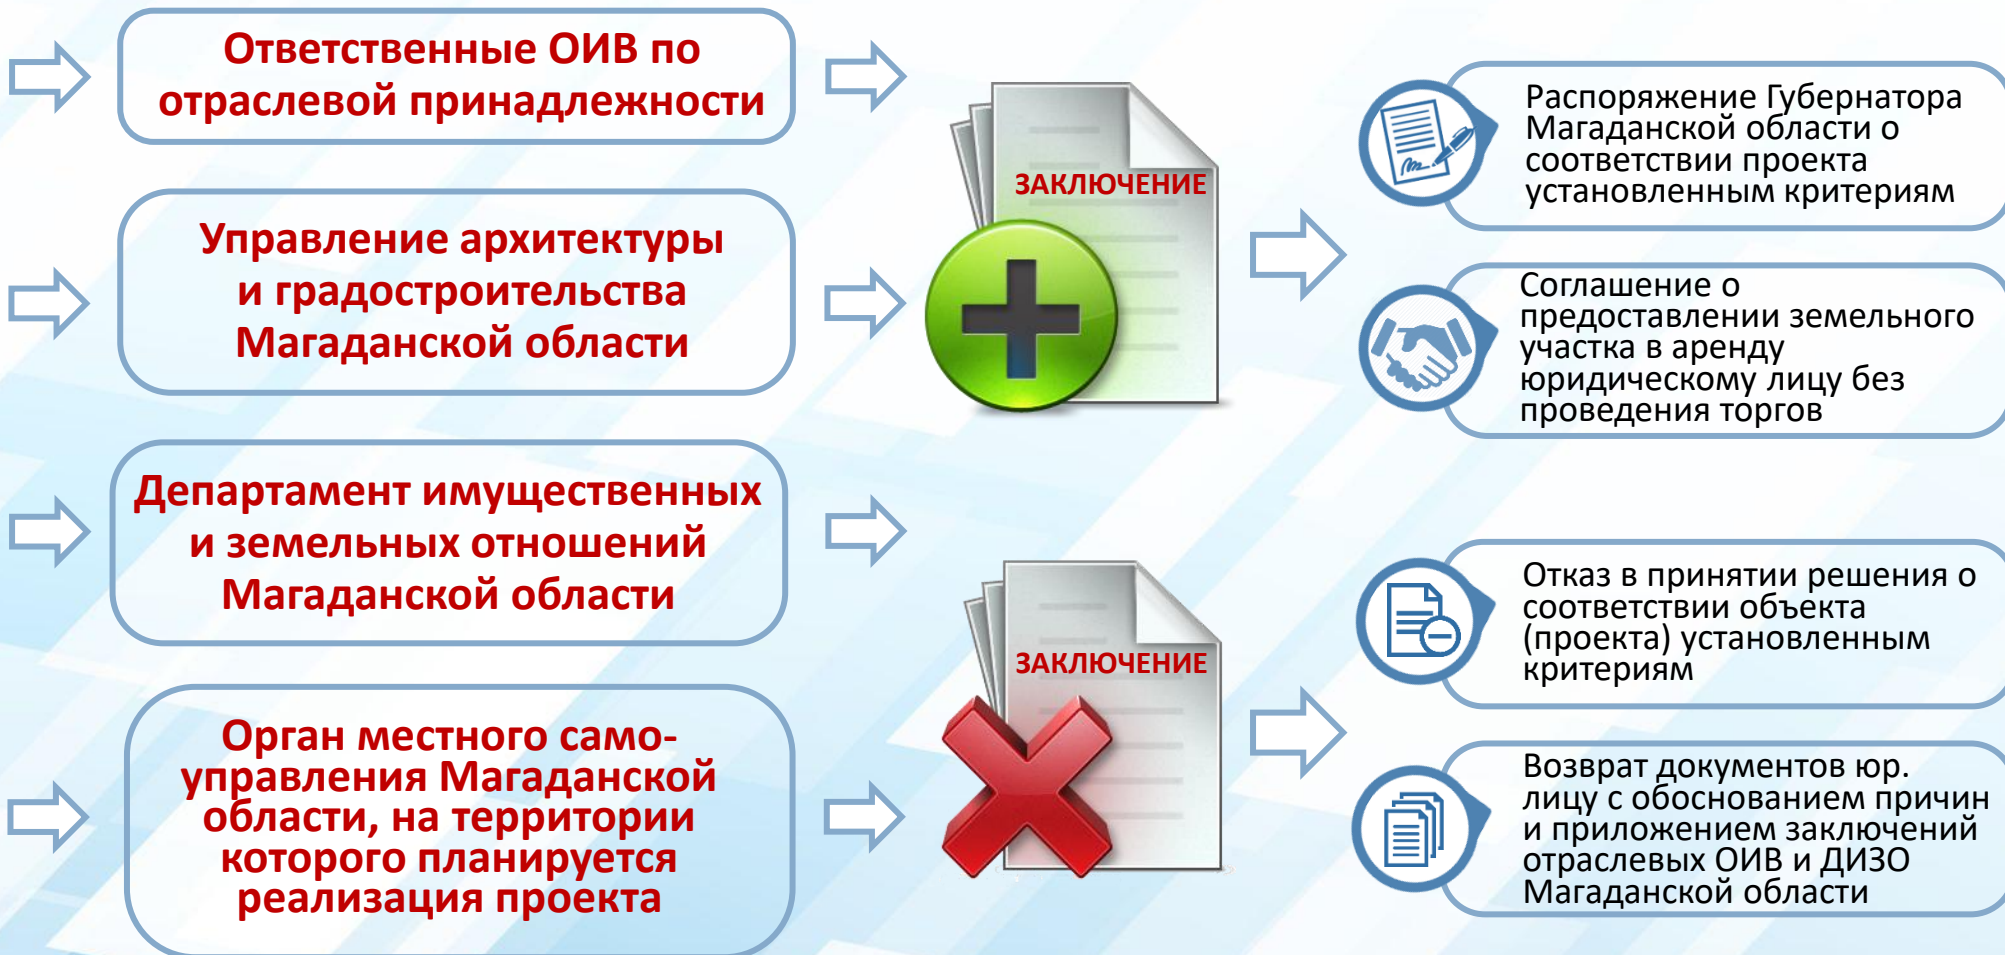 Ответственные ОИВ по
отраслевой принадлежности
Управление архитектуры
и градостроительства
Магаданской области
Департамент имущественных
и земельных отношений
Магаданской области
Орган местного само-
управления Магаданской
области, на территории
которого планируется
реализация проекта
ЗАКЛЮЧЕНИЕ
ЗАКЛЮЧЕНИЕ
Распоряжение Губернатора
Магаданской области о
соответствии проекта
установленным критериям
Соглашение о
предоставлении земельного
участка в аренду
юридическому лицу без
проведения торгов
Отказ в принятии решения о
соответствии объекта
(проекта) установленным
критериям
Возврат документов юр.
лицу с обоснованием причин
и приложением заключений
отраслевых ОИВ и ДИЗО
Магаданской области